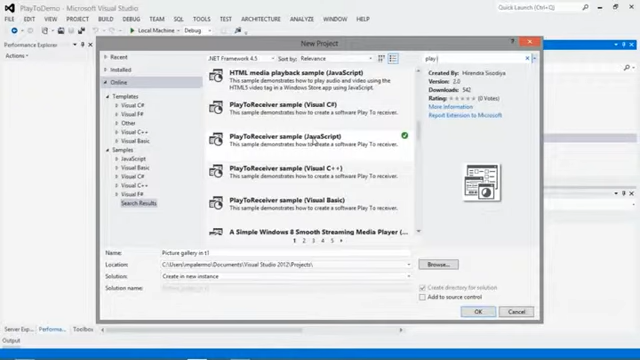 PlayToDemo - Microsoft Visual Studio
Quick Launch (Ctrl+Q)
FILE EDIT VIEW DEBUG TEAM SQL TOOLS TEST ARCHITECTURE ANALYZE WINDOW HELP
Local Machine Debug
Performance Explorer
Actions
New Project
Recent
Installed
Online
Templates
Visual C#
Visual Basic
Other
Visual C++
Visual F#
Samples
JavaScript
Visual Basic
Visual C#
Visual C++
Visual F#
Search Results
.NET Framework 4.5 Sort by: Relevance
play
HTML media playback sample (JavaScript)
This sample demonstrates how to play audio and video using the
HTML5 video tag in a Windows Store app using JavaScript.
PlayToReceiver sample (Visual C#)
This sample demonstrates how to create a software Play To receiver.
PlayToReceiver sample (JavaScript)
This sample demonstrates how to create a software Play To receiver.
PlayToReceiver sample (Visual C++)
This sample demonstrates how to create a software Play To receiver.
PlayToReceiver sample (Visual Basic)
This sample demonstrates how to create a software Play To receiver.
A Simple Windows 8 Smooth Streaming Media Player (...
1 2 3 4 5
Created By: Hirendra Sisodiya
Version: 2.0
Downloads: 542
Rating: (0 Votes)
More Information
Report Extension to Microsoft
Name: Picture gallery in t1
Location: C:\Users\mpalermo\Documents\Visual Studio 2012\Projects\
Browse...
Solution: Create in new instance
Create directory for solution
Solution name:
Add to source control
OK Cancel
Server Exp... Performa... Toolbox
Output